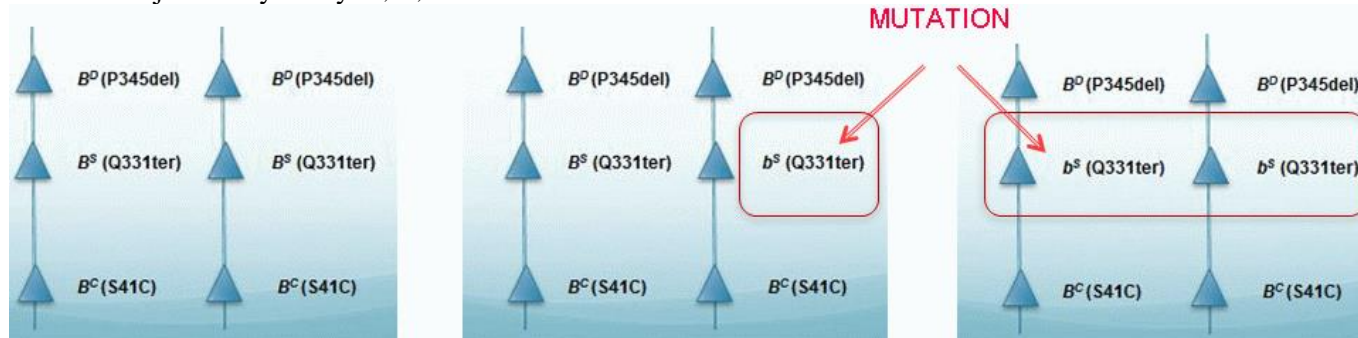 MUTATION
B^D (P345del) B^D (P345del)
B^S (Q331ter) B^S (Q331ter)
B^C (S41C) B^C (S41C)
B^D (P345del) B^D (P345del)
B^S (Q331ter) b^S (Q331ter)
B^C (S41C) B^C (S41C)
B^D (P345del) B^D (P345del)
b^S (Q331ter) b^S (Q331ter)
B^C (S41C) B^C (S41C)